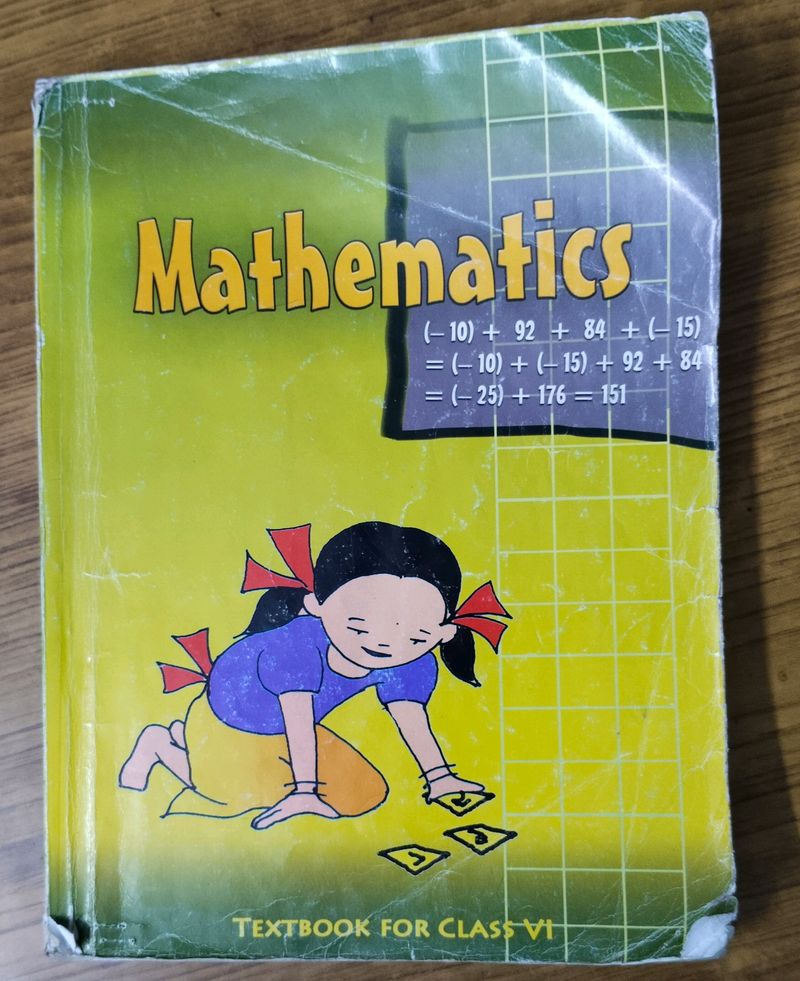 Mathematics
(– 10) + 92 + 84 + (– 15)
= (– 10) + (– 15) + 92 + 84
= (– 25) + 176 = 151
TEXTBOOK FOR CLASS VI